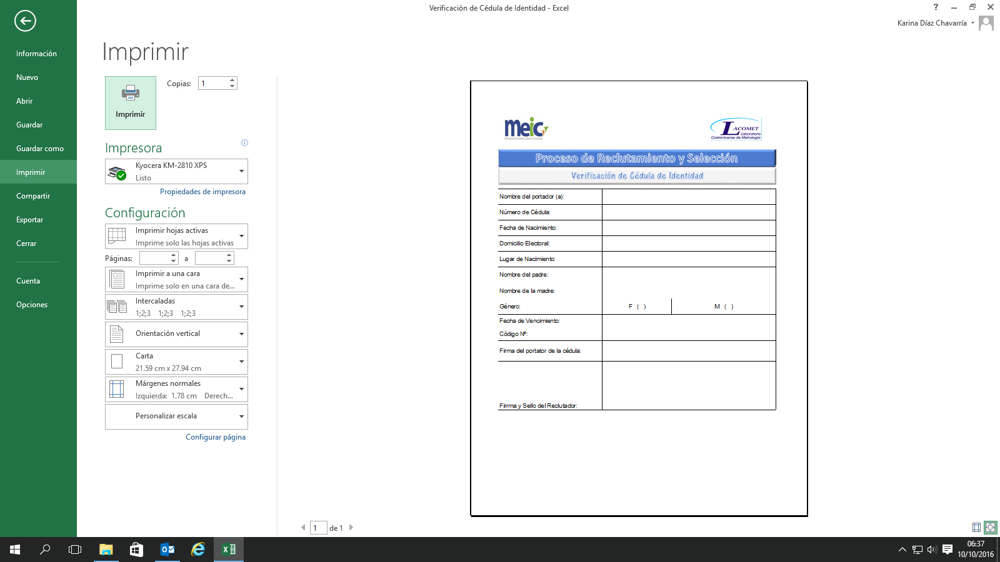 Verificación de Cédula de Identidad - Excel
Karina Díaz Chavarría
Información
Nuevo
Abrir
Guardar
Guardar como
Imprimir
Compartir
Exportar
Cerrar
Cuenta
Opciones
Imprimir
Imprimir
Copias: 1
Impresora
Kyocera KM-2810 XPS
Listo
Propiedades de impresora
Configuración
Imprimir hojas activas
Imprime solo las hojas activas
Páginas: a
Imprimir a una cara
Imprime solo en una cara de...
Intercaladas
1;2;3 1;2;3 1;2;3
Orientación vertical
Carta
21.59 cm x 27.94 cm
Márgenes normales
Izquierda: 1.78 cm Derech...
Personalizar escala
Configurar página
meic
LACOMET
Laboratorio
Costarricense de Metrología
Proceso de Reclutamiento y Selección
Verificación de Cédula de Identidad
Nombre del portador (a):
Número de Cédula:
Fecha de Nacimiento:
Domicilio Electoral:
Lugar de Nacimiento:
Nombre del padre:
Nombre de la madre:
Género: F ( ) M ( )
Fecha de Vencimiento:
Código Nº:
Firma del portator de la cédula:
Firrma y Sello del Reclutador:
1 de 1
06:37
10/10/2016